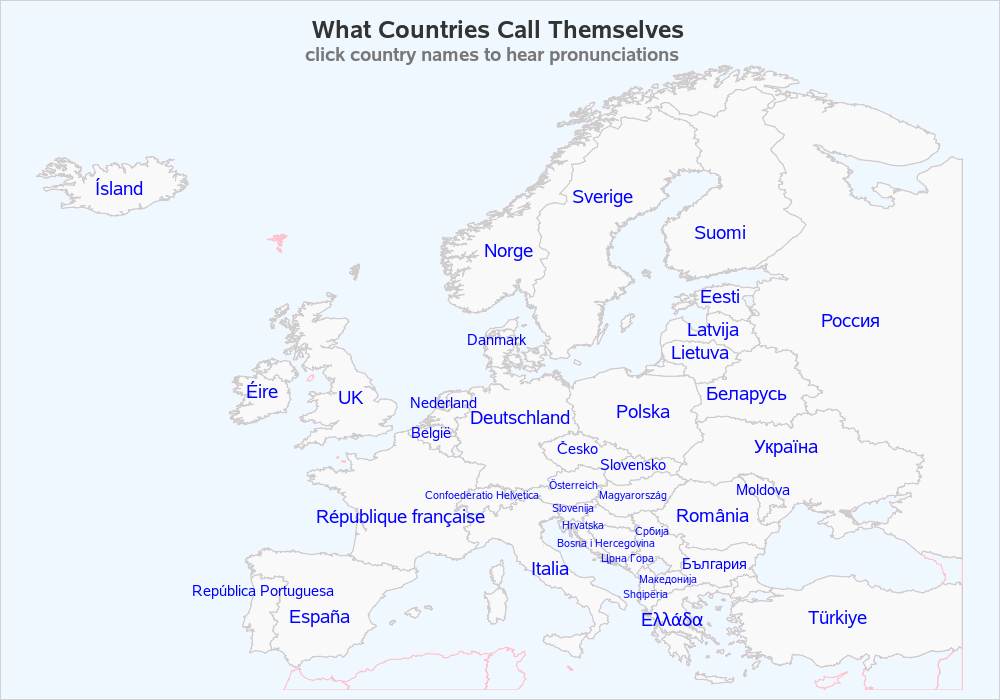 What Countries Call Themselves
click country names to hear pronunciations
Ísland
Sverige
Suomi
Norge
Eesti
Россия
Latvija
Danmark
Lietuva
Éire
UK
Беларусь
Nederland
Polska
Deutschland
België
Česko
Україна
Slovensko
Österreich
Moldova
Confoederatio Helvetica
Magyarország
Slovenija
România
République française
Hrvatska
Србија
Bosna i Hercegovina
Црна Гора
България
Italia
Македонија
República Portuguesa
Shqipëria
España
Ελλάδα
Türkiye